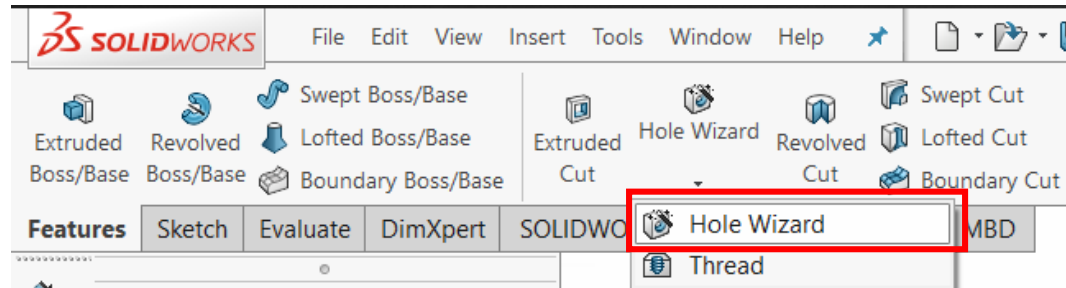 SOLIDWORKS File Edit View Insert Tools Window Help
Extruded Boss/Base
Revolved Boss/Base
Swept Boss/Base
Lofted Boss/Base
Boundary Boss/Base
Extruded Cut
Hole Wizard
Revolved Cut
Swept Cut
Lofted Cut
Boundary Cut
Features Sketch Evaluate DimXpert SOLIDWO MBD
Hole Wizard
Thread